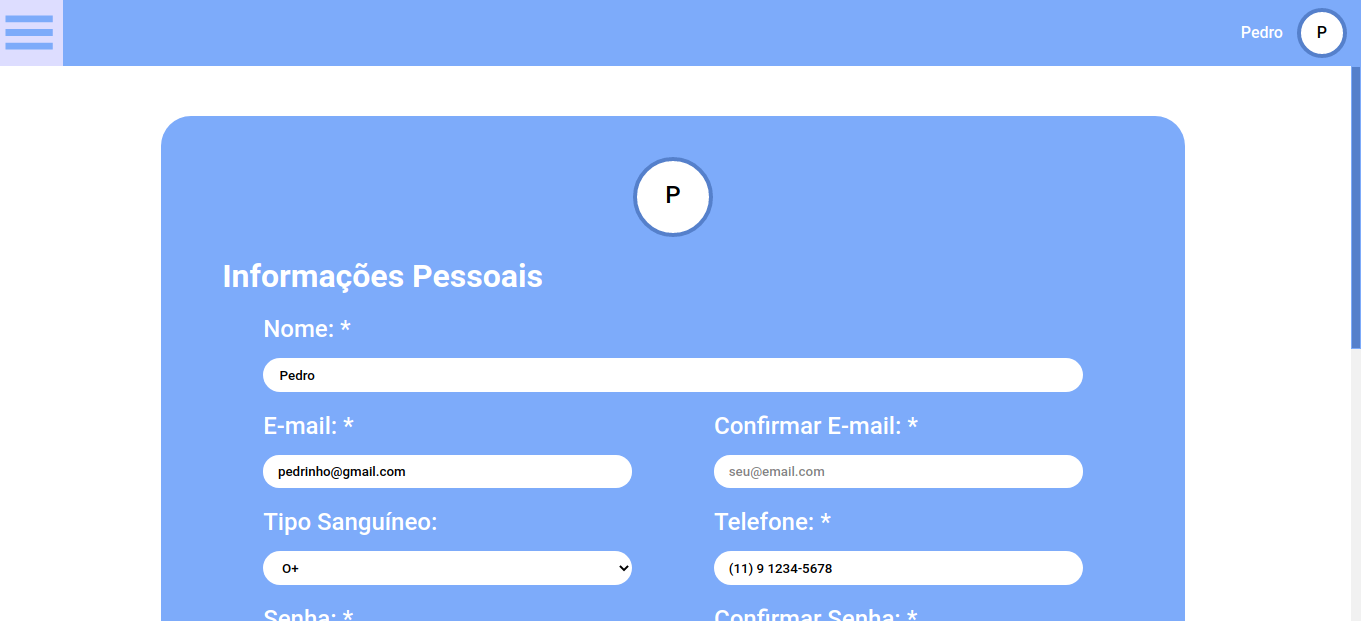 Pedro P
P
Informações Pessoais
Nome: *
Pedro
E-mail: * Confirmar E-mail: *
pedrinho@gmail.com seu@email.com
Tipo Sanguíneo: Telefone: *
O+ (11) 9 1234-5678
Senha: * Confirmar Senha: *